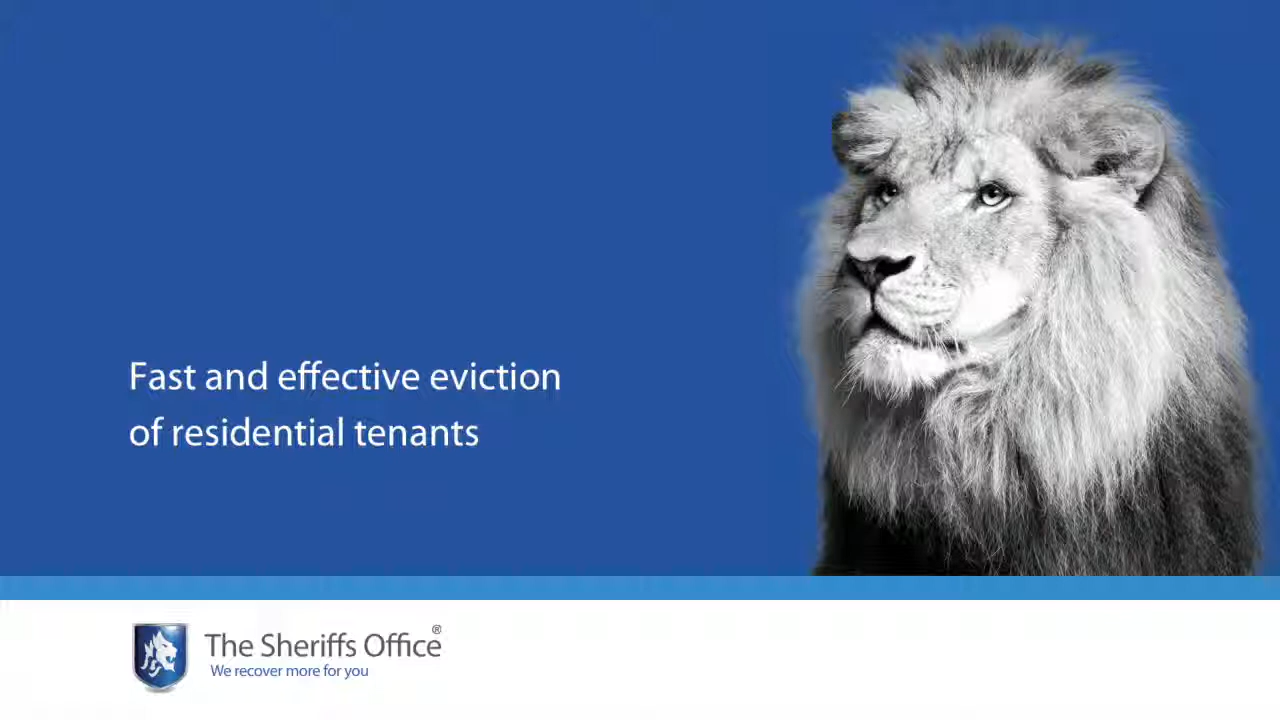 Fast and effective eviction
of residential tenants
The Sheriffs Office®
We recover more for you